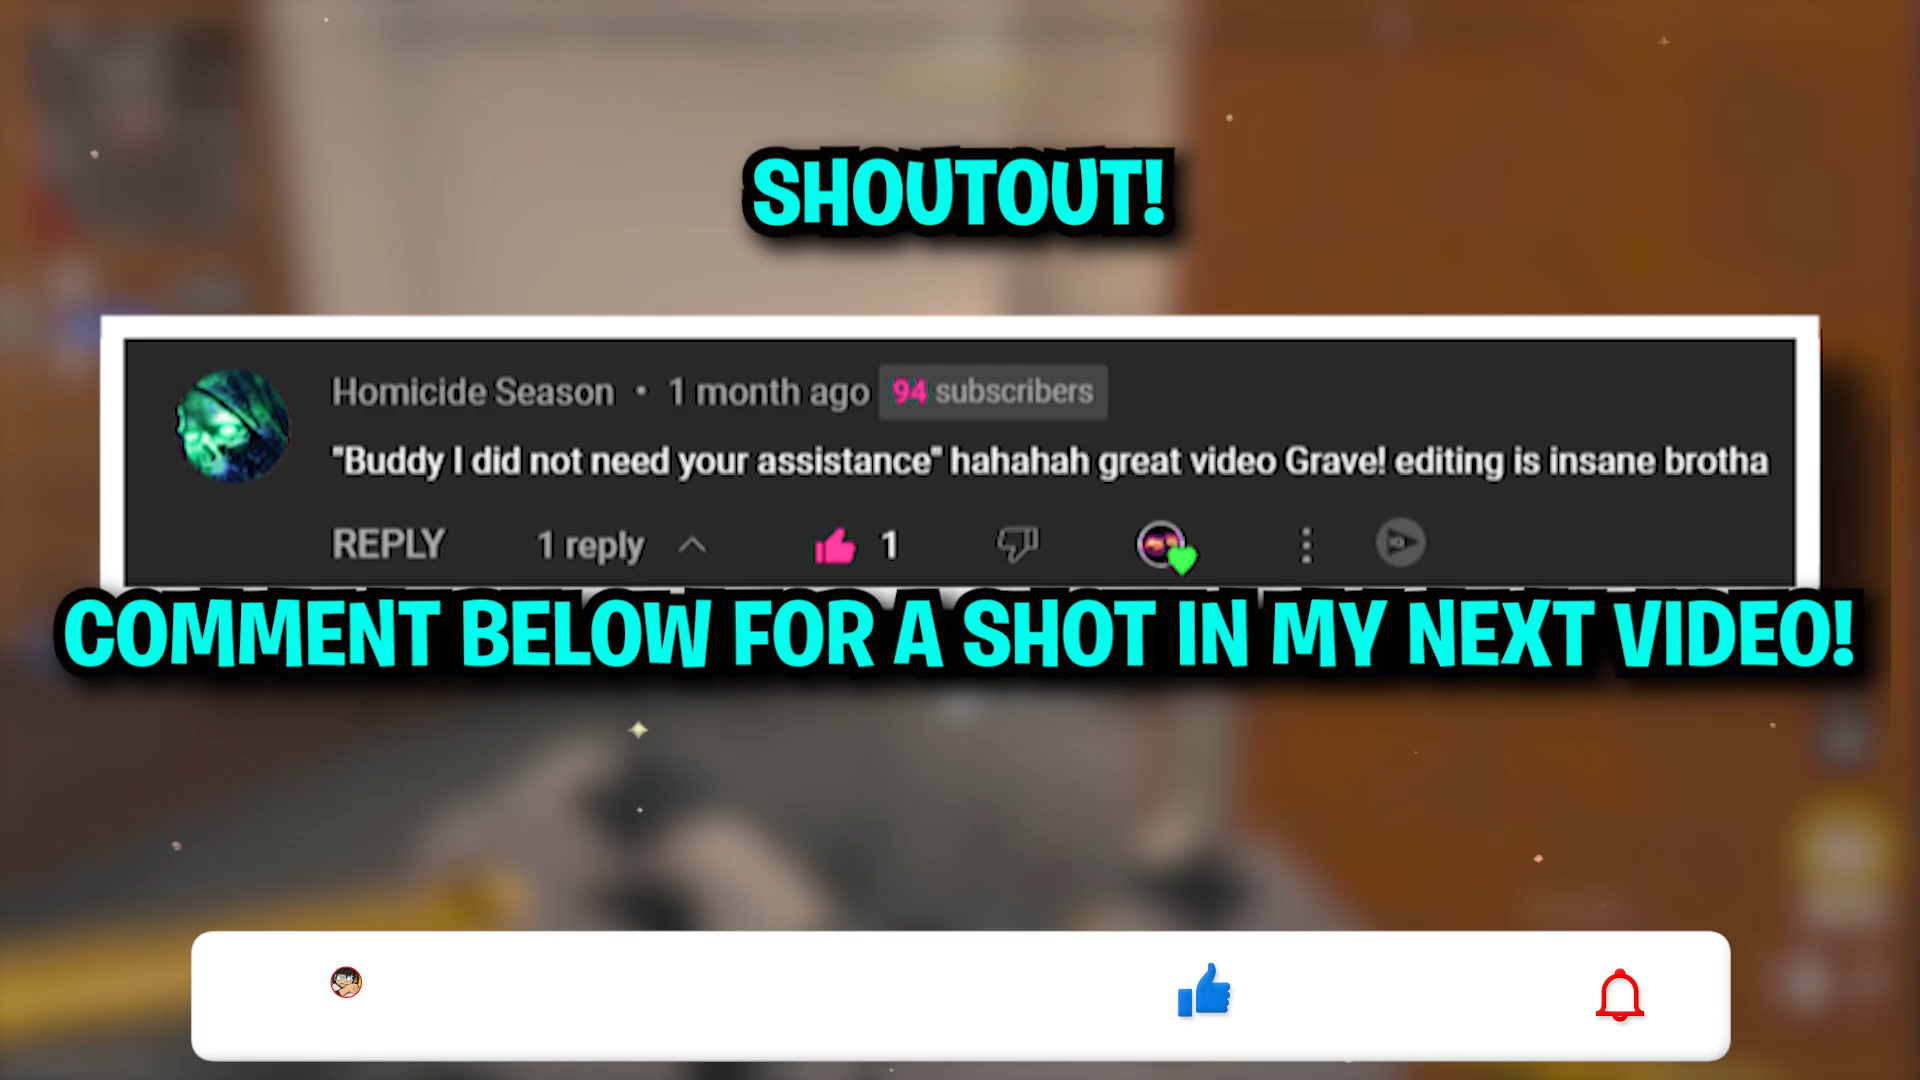 SHOUTOUT!
Homicide Season • 1 month ago 94 subscribers
"Buddy I did not need your assistance" hahahah great video Grave! editing is insane brotha
REPLY 1 reply 1
COMMENT BELOW FOR A SHOT IN MY NEXT VIDEO!